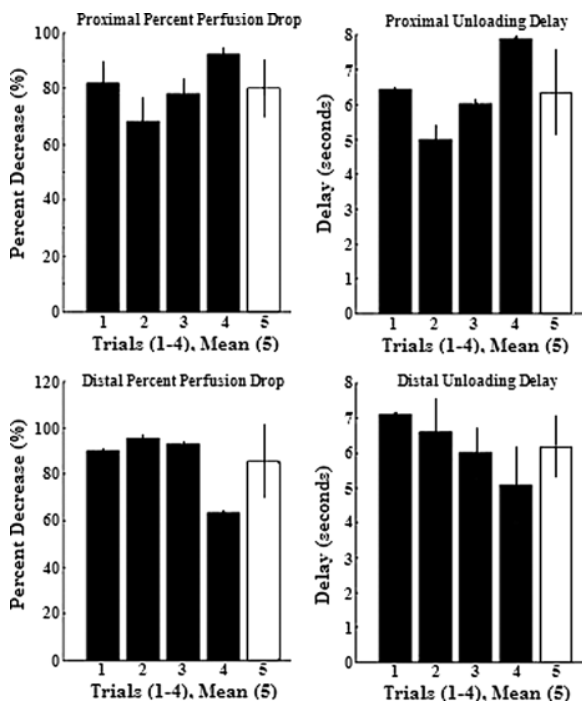 Proximal Percent Perfusion Drop
Percent Decrease (%)
100
80
60
40
20
0
1 2 3 4 5
Trials (1-4), Mean (5)
Proximal Unloading Delay
Delay (seconds)
8
7
6
5
4
3
2
1
0
1 2 3 4 5
Trials (1-4), Mean (5)
Distal Percent Perfusion Drop
Percent Decrease (%)
120
100
80
60
40
20
0
1 2 3 4 5
Trials (1-4), Mean (5)
Distal Unloading Delay
Delay (seconds)
8
7
6
5
4
3
2
1
0
1 2 3 4 5
Trials (1-4), Mean (5)